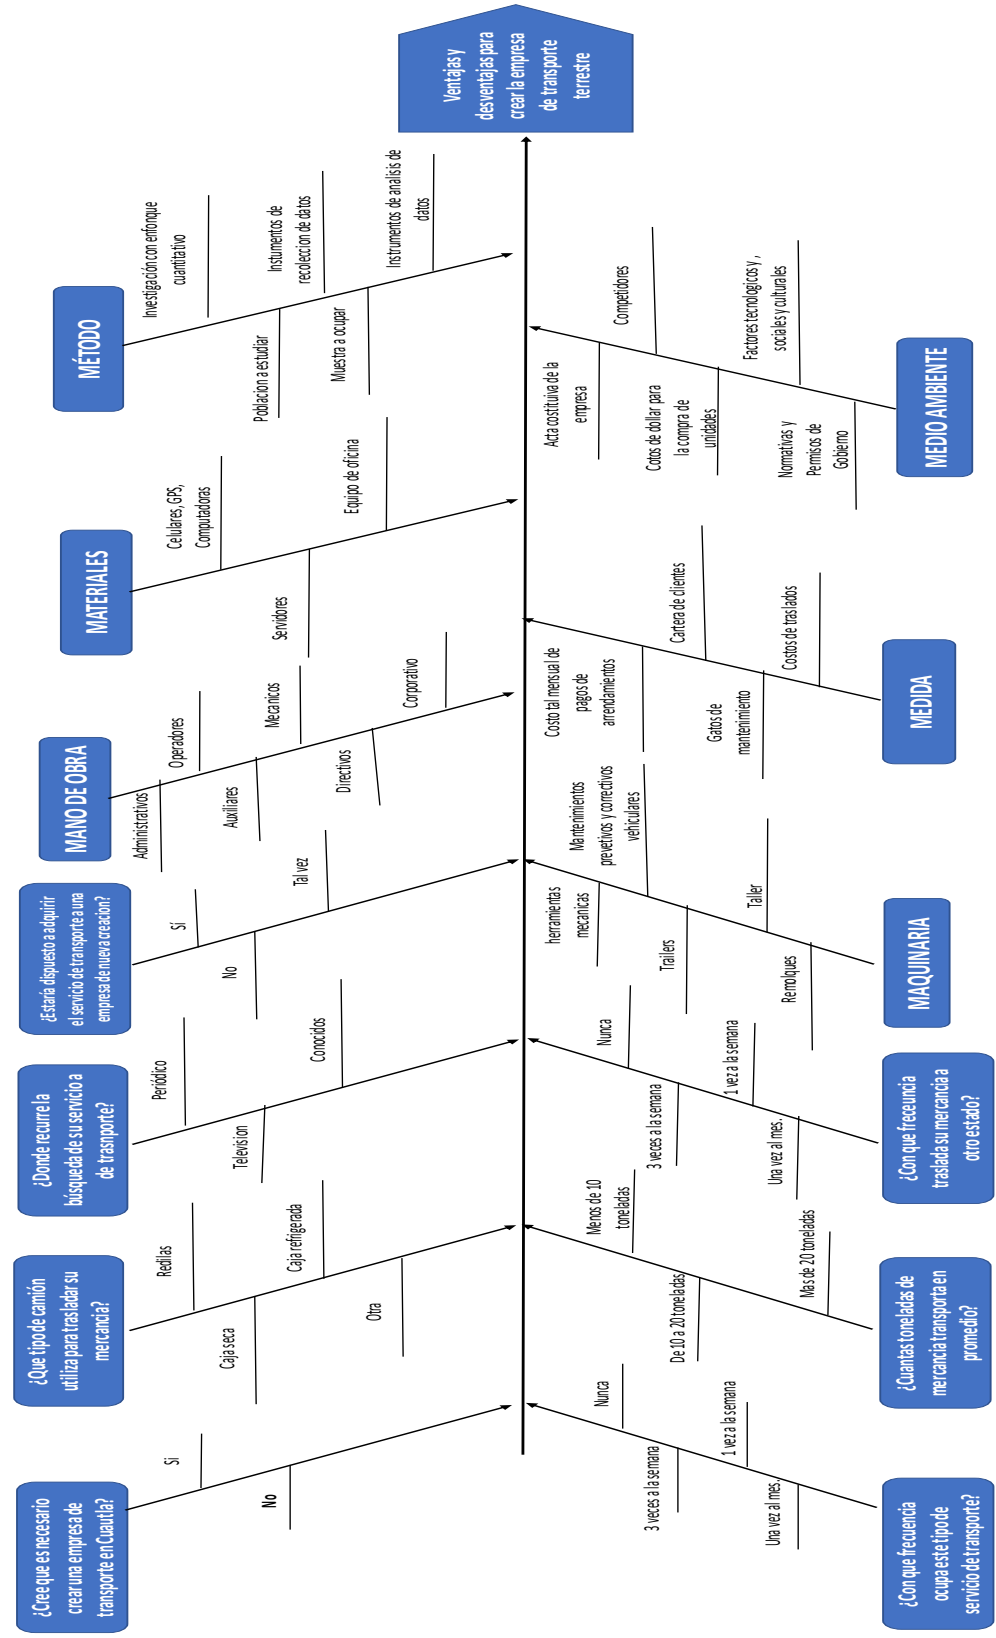 ¿Cree que es necesario
crear una empresa de
transporte en Cuautla?
Si
No
¿Que tipo de camión
utiliza para trasladar su
mercancia?
Redilas
Caja seca
Caja refrigerada
Otra
¿Donde recurre la
búsqueda de su servicio a
de trasnporte?
Periódico
Television
Conocidos
¿Estaría dispuesto a adquirir
el servicio de transporte a una
empresa de nueva creacion?
Sí
No
Tal vez
MANO DE OBRA
Administrativos
Operadores
Auxiliares
Mecanicos
Directivos
Corporativo
MATERIALES
Celulares, GPS,
Computadoras
Servidores
Equipo de oficina
MÉTODO
Investigación con enfonque
cuantitativo
Poblacion a estudiar
Instumentos de
recoleccion de datos
Muestra a ocupar
Instrumentos de analisis de
datos
Ventajas y
desventajas para
crear la empresa
de transporte
terrestre
Nunca
3 veces a la semana
1 vez a la semana
Una vez al mes.
¿Con que frecuencia
ocupa este tipo de
servicio de transporte?
Menos de 10
toneladas
De 10 a 20 toneladas
Mas de 20 toneladas
¿Cuantas toneladas de
mercancia transporta en
promedio?
Nunca
3 veces a la semana
1 vez a la semana
Una vez al mes.
¿Con que freceuncia
traslada su mercancia a
otro estado?
herramientas
mecanicas
Mantenimientos
prevetivos y correctivos
vehiculares
Trailers
Taller
Remolques
MAQUINARIA
Costo tal mensual de
pagos de
arrendamientos
Cartera de clientes
Gatos de
mantenimiento
Costos de traslados
MEDIDA
Acta costituiva de la
empresa
Competidores
Cotos de dollar para
la compra de
unidades
Factores tecnologicos y ,
sociales y culturales
Normativas y
Permisos de
Gobierno
MEDIO AMBIENTE